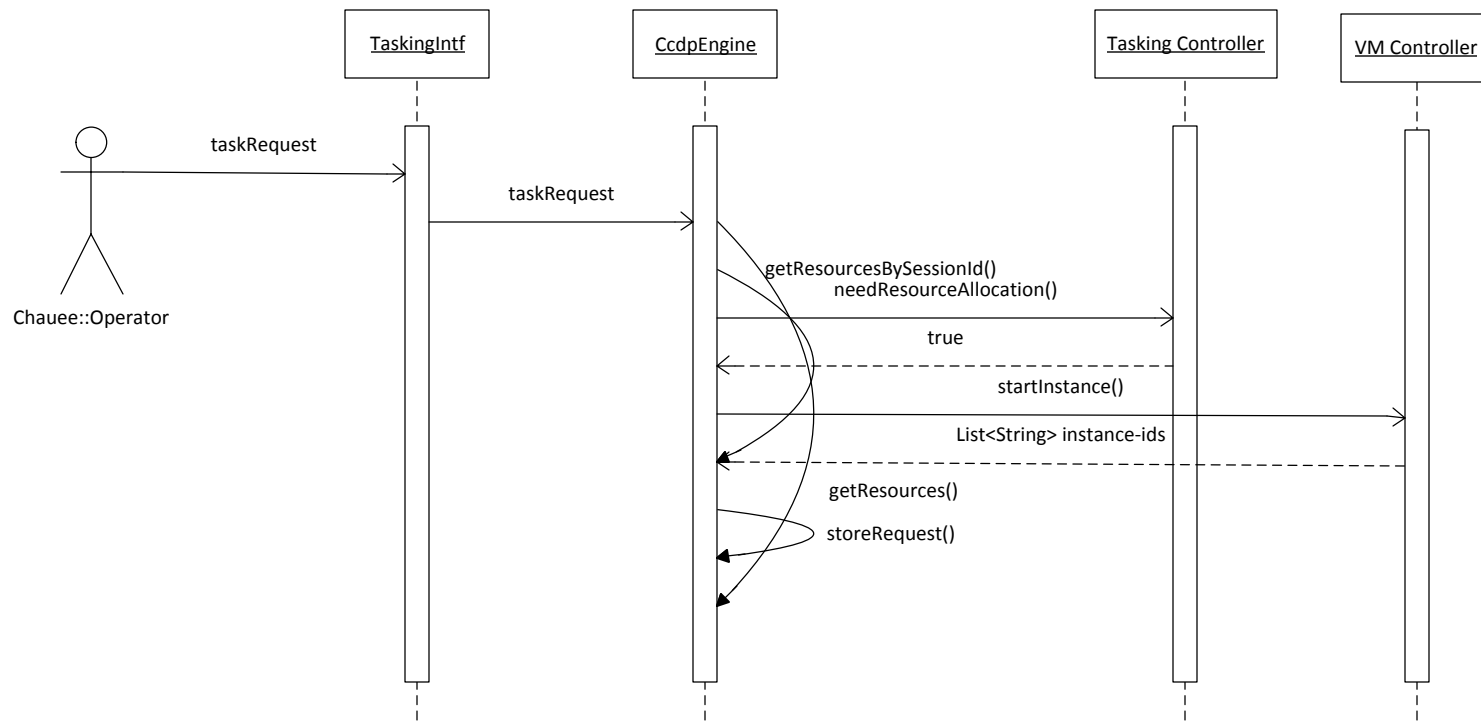 TaskingIntf
CcdpEngine
Tasking Controller
VM Controller
taskRequest
taskRequest
getResourcesBySessionId()
needResourceAllocation()
Chauee::Operator
true
startInstance()
List<String> instance-ids
getResources()
storeRequest()